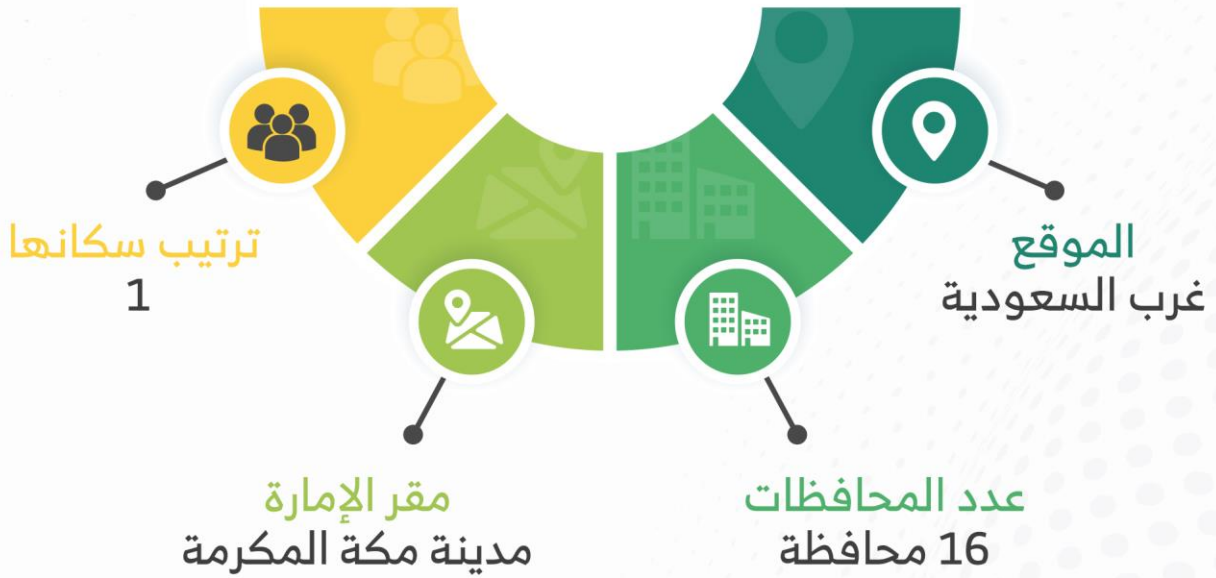 الموقع
غرب السعودية
عدد المحافظات
16 محافظة
مقر الإمارة
مدينة مكة المكرمة
ترتيب سكانها
1